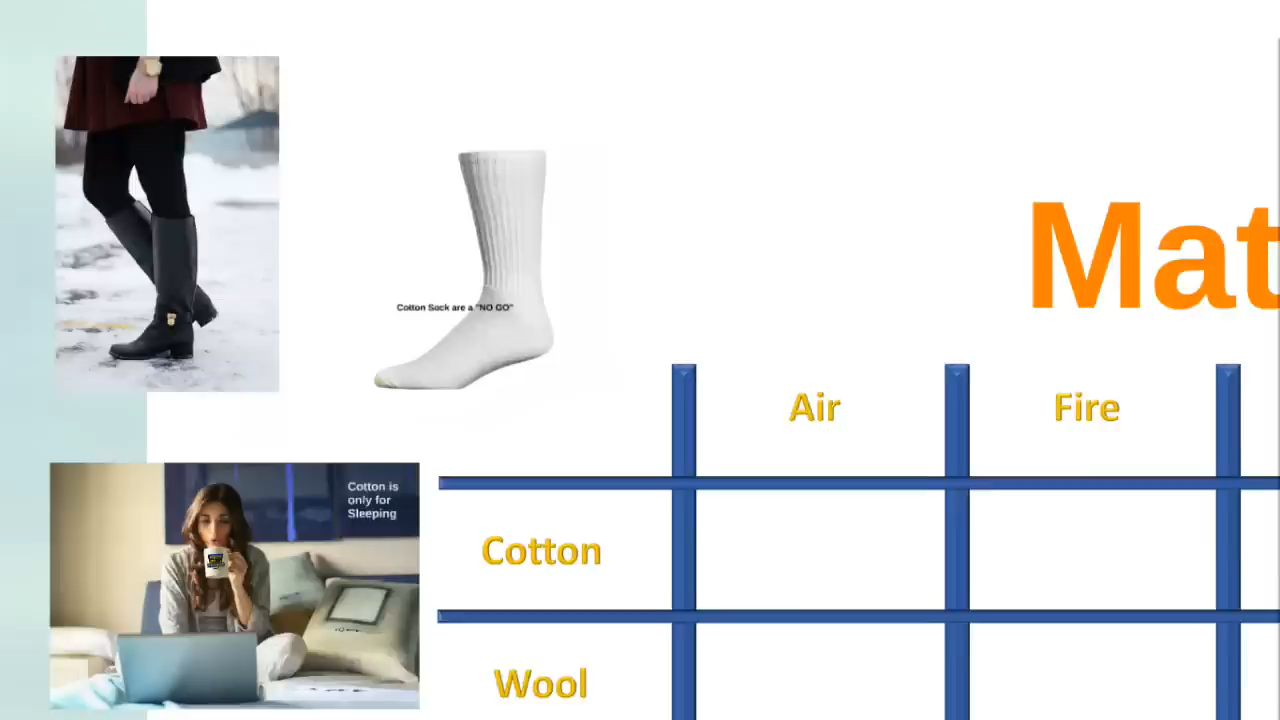 Mat
Cotton Sock are a "NO GO"
Air
Fire
Cotton is
only for
Sleeping
Cotton
Wool